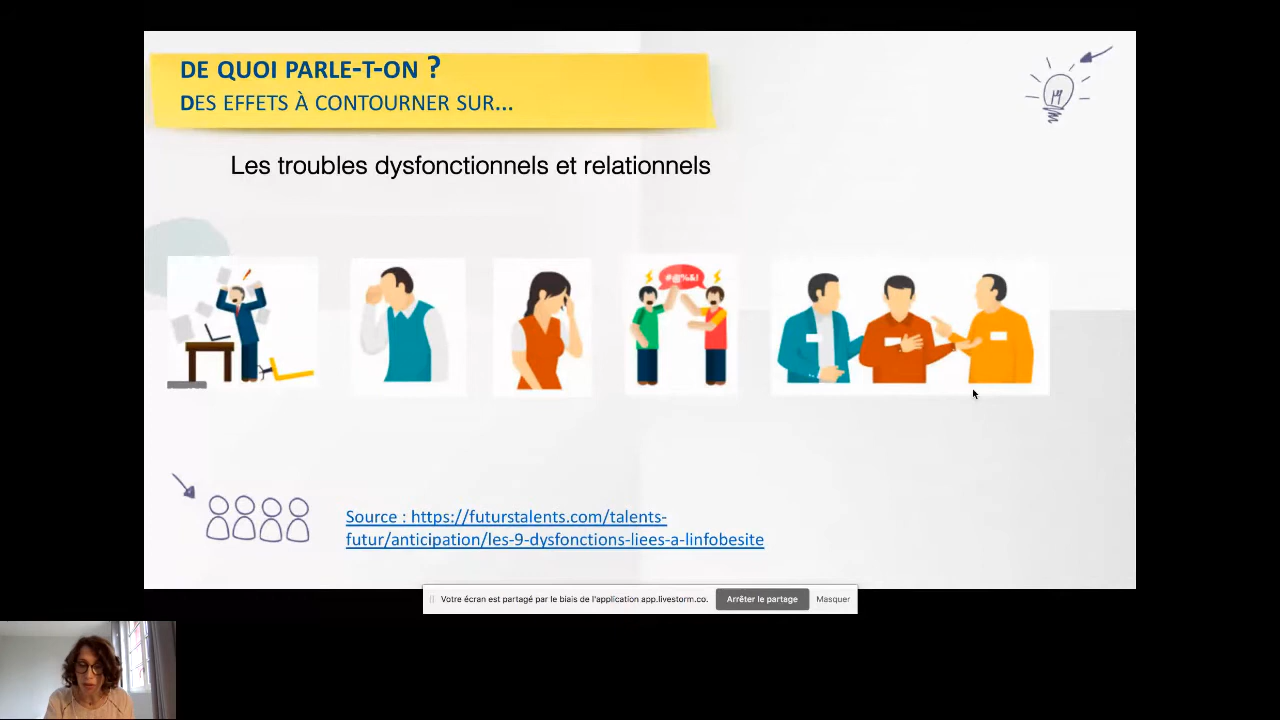 DE QUOI PARLE-T-ON ?
DES EFFETS À CONTOURNER SUR...
Les troubles dysfonctionnels et relationnels
#@%&!
Source : https://futurstalents.com/talents-
futur/anticipation/les-9-dysfonctions-liees-a-linfobesite
Votre écran est partagé par le biais de l'application app.livestorm.co.
Arrêter le partage
Masquer